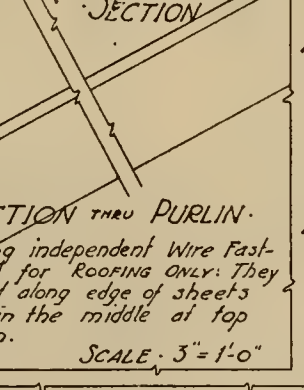 ·SECTION
TION THRU PURLIN·
g independent Wire Fast-
for ROOFING ONLY: They
along edge of sheets
in the middle at top
SCALE · 3" = 1'-0"